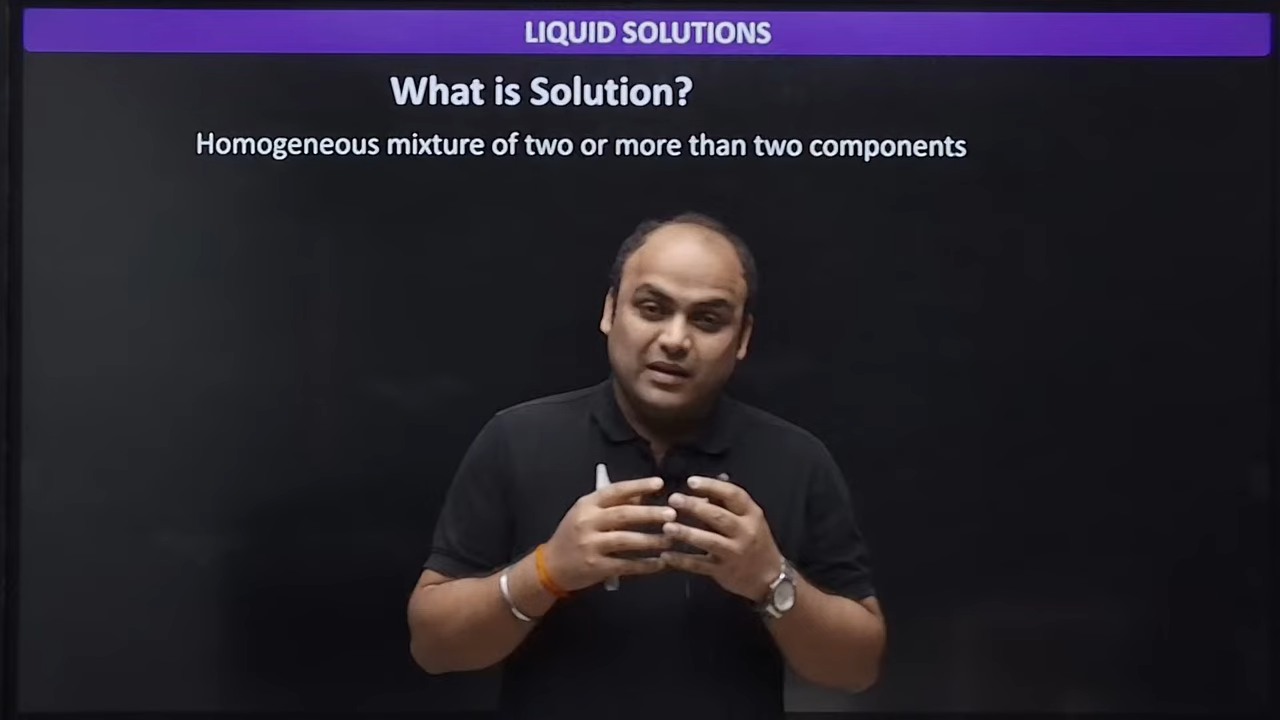 LIQUID SOLUTIONS
What is Solution?
Homogeneous mixture of two or more than two components